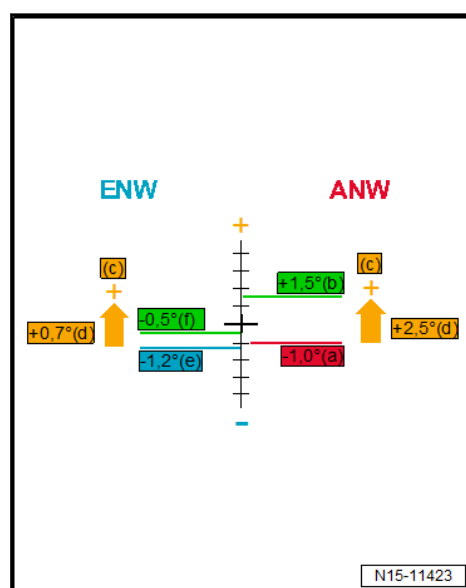 ENW ANW
+
(c) (c)
+ +
+1,5°(b)
-0,5°(f)
+0,7°(d) +2,5°(d)
-1,2°(e) -1,0°(a)
-
N15-11423